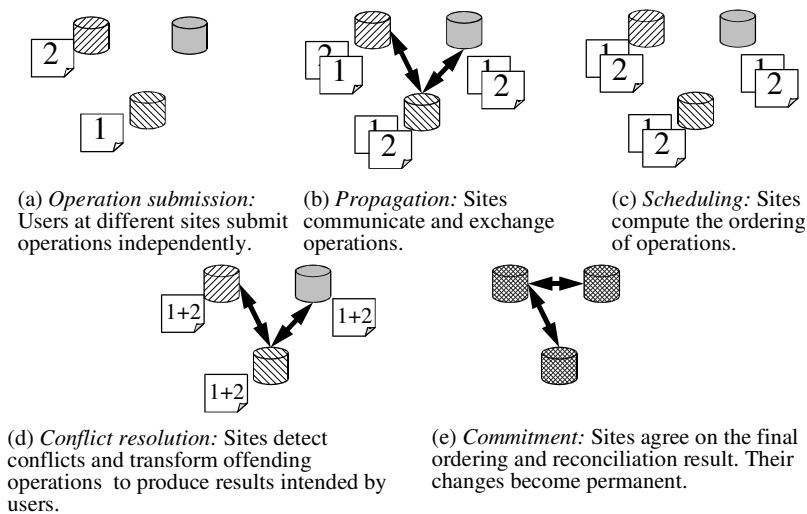 2
1
2
1
1
2
1
2
1
2
1
2
1
2
(a) Operation submission:
Users at different sites submit
operations independently.
(b) Propagation: Sites
communicate and exchange
operations.
(c) Scheduling: Sites
compute the ordering
of operations.
1+2
1+2
1+2
(d) Conflict resolution: Sites detect
conflicts and transform offending
operations to produce results intended by
users.
(e) Commitment: Sites agree on the final
ordering and reconciliation result. Their
changes become permanent.